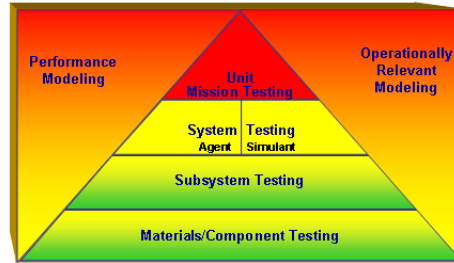 Performance
Modeling
Operationally
Relevant
Modeling
Unit
Mission Testing
System Testing
Agent Simulant
Subsystem Testing
Materials/Component Testing